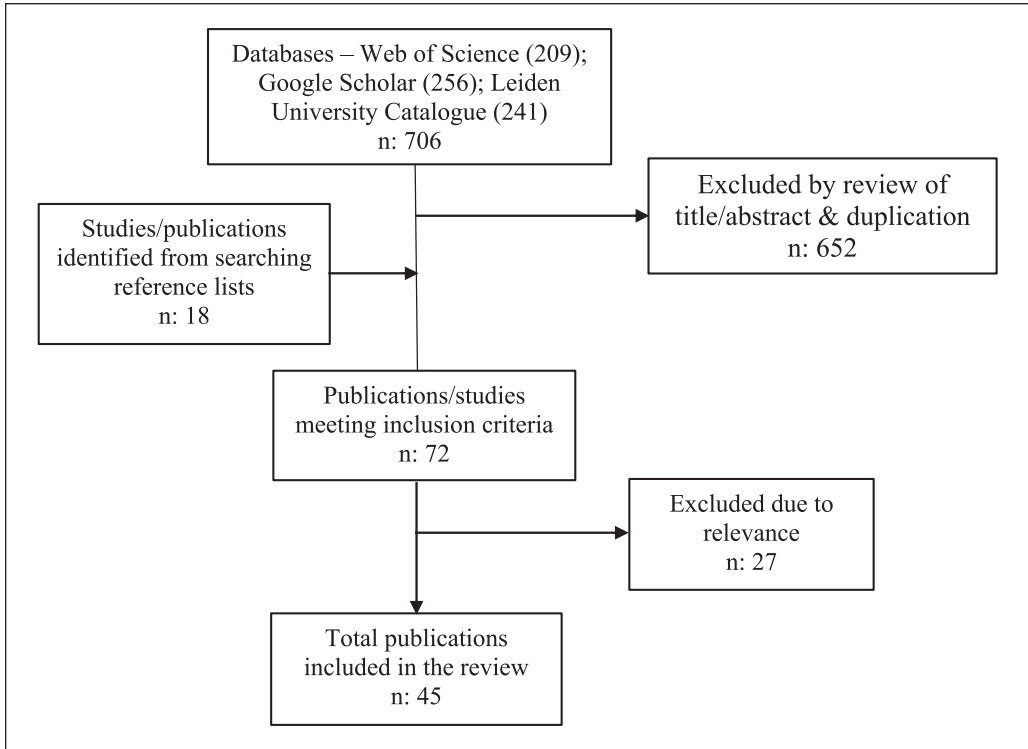 Databases – Web of Science (209);
Google Scholar (256); Leiden
University Catalogue (241)
n: 706
Excluded by review of
title/abstract & duplication
n: 652
Studies/publications
identified from searching
reference lists
n: 18
Publications/studies
meeting inclusion criteria
n: 72
Excluded due to
relevance
n: 27
Total publications
included in the review
n: 45